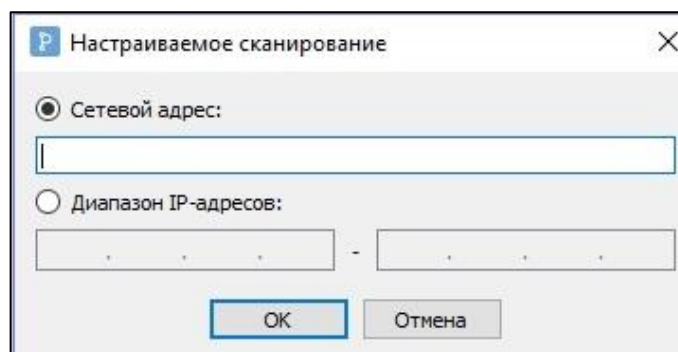 P Настраиваемое сканирование
Сетевой адрес:
Диапазон IP-адресов:
. . . - . . .
OK Отмена